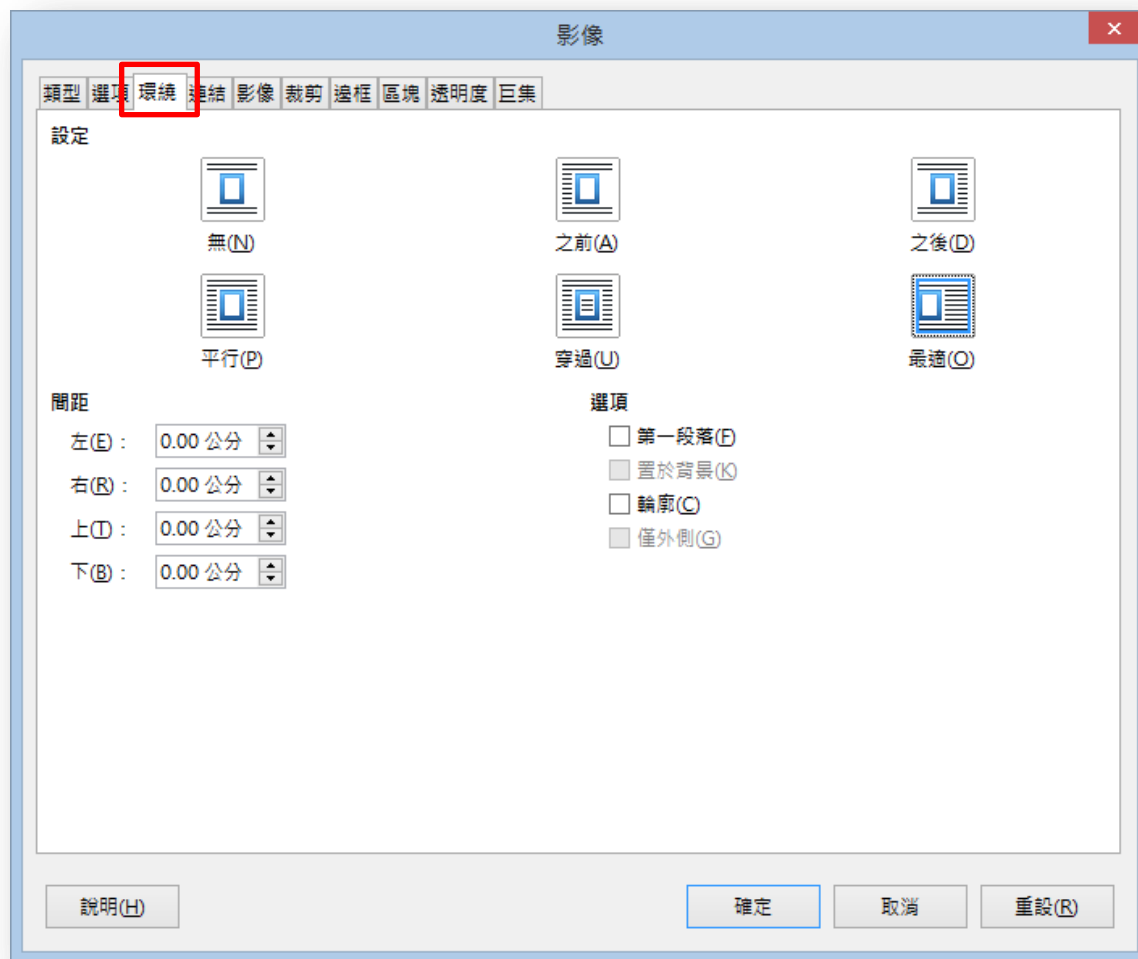 影像
類型 選項 環繞 連結 影像 裁剪 邊框 區塊 透明度 巨集
設定
無(N) 之前(A) 之後(D)
平行(P) 穿過(U) 最適(O)
間距 選項
左(E)： 0.00 公分 第一段落(F)
右(R)： 0.00 公分 置於背景(K)
上(T)： 0.00 公分 輪廓(C)
下(B)： 0.00 公分 僅外側(G)
說明(H) 確定 取消 重設(R)